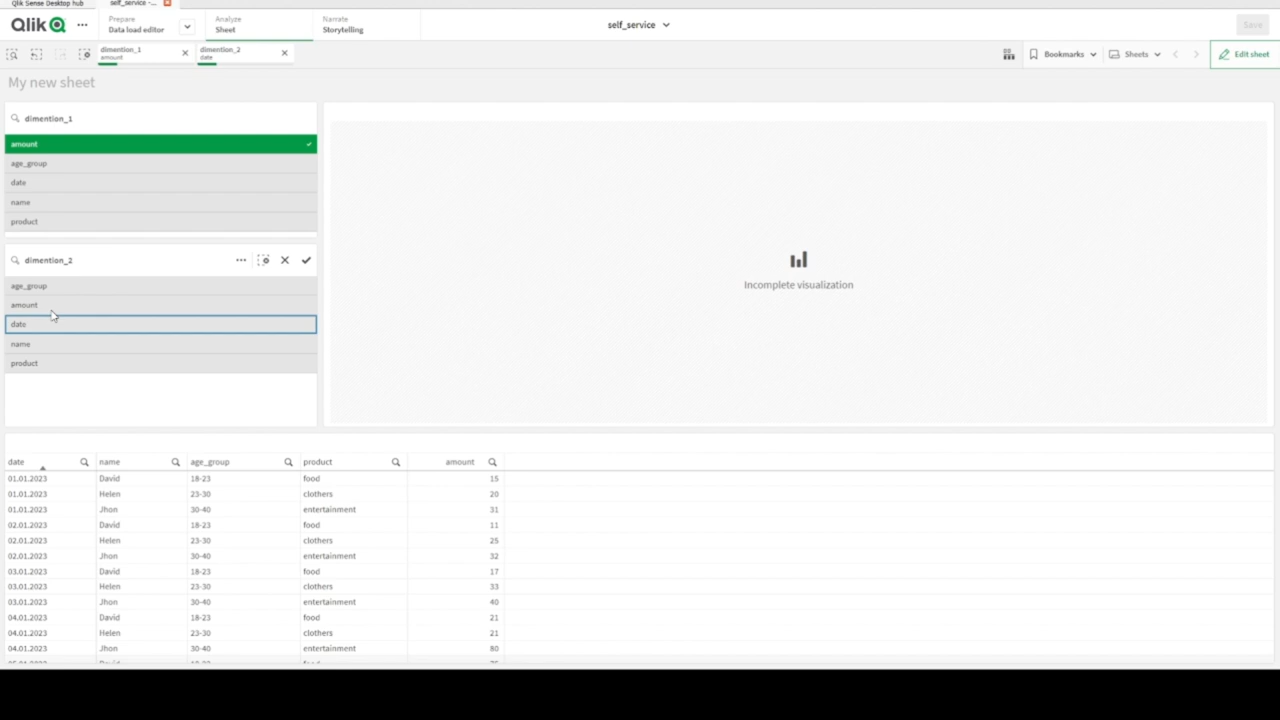 Qlik Sense Desktop hub self_service -...
Qlik ... Prepare Analyze Narrate
Data load editor Sheet Storytelling self_service Save
dimention_1 dimention_2
amount date Bookmarks Sheets Edit sheet
My new sheet
dimention_1
amount
age_group
date
name
product
dimention_2
age_group
amount
date
name
product
Incomplete visualization
date name age_group product amount
01.01.2023 David 18-23 food 15
01.01.2023 Helen 23-30 clothers 20
01.01.2023 Jhon 30-40 entertainment 31
02.01.2023 David 18-23 food 11
02.01.2023 Helen 23-30 clothers 25
02.01.2023 Jhon 30-40 entertainment 32
03.01.2023 David 18-23 food 17
03.01.2023 Helen 23-30 clothers 33
03.01.2023 Jhon 30-40 entertainment 40
04.01.2023 David 18-23 food 21
04.01.2023 Helen 23-30 clothers 21
04.01.2023 Jhon 30-40 entertainment 80